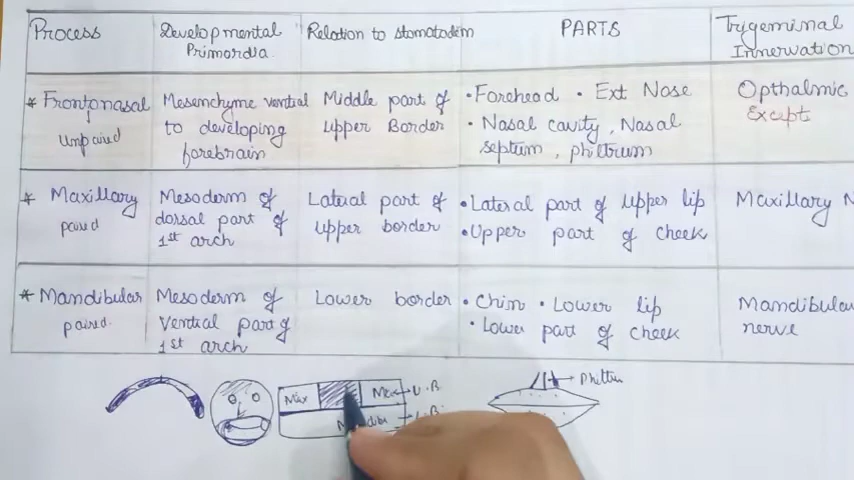 Process
Developmental
Primordia.
Relation to stomatodem
PARTS
Trigeminal
Innervation
* Frontonasal
Unpaired
Mesenchyme ventral
to developing
forebrain
Middle part of
Upper Border
• Forehead • Ext Nose
• Nasal cavity, Nasal
septum, philtrum
Opthalmic
Except
* Maxillary
paired
Mesoderm of
dorsal part of
1st arch
Lateral part of
upper border
• Lateral part of upper lip
• Upper part of cheek
Maxillary N
* Mandibular
paired.
Mesoderm of
Ventral part of
1st arch
Lower border
• Chin • Lower lip
• Lower part of cheek
Mandibular
nerve
Max
U.B
L.B